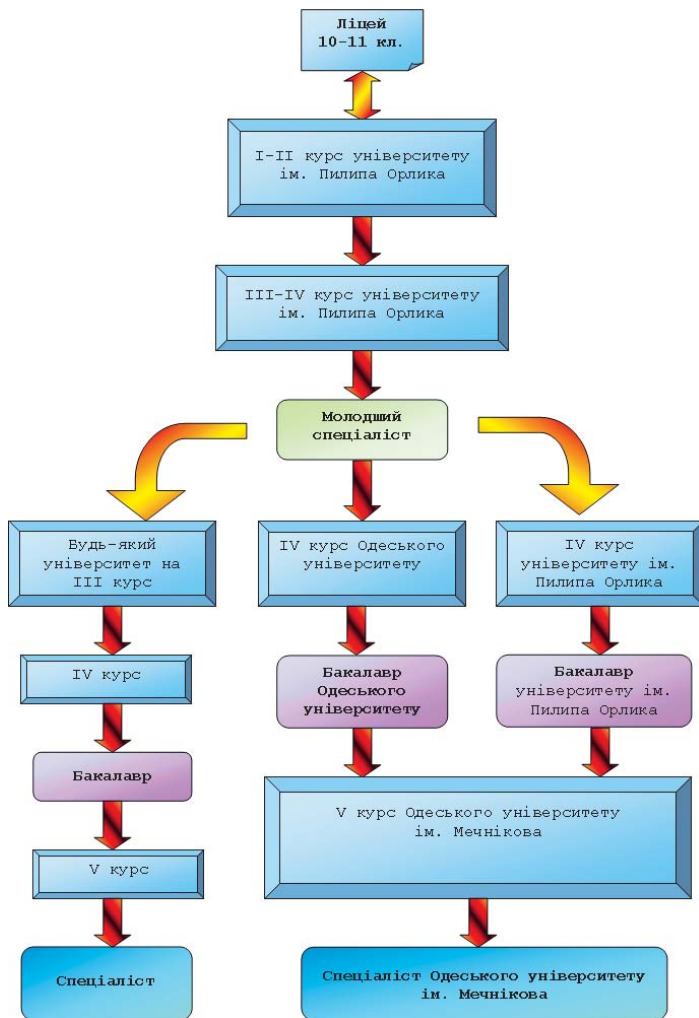 Ліцей
10-11 кл.
I-II курс університету
ім. Пилипа Орлика
III-IV курс університету
ім. Пилипа Орлика
Молодший
спеціаліст
Будь-який
університет на
III курс
IV курс Одеського
університету
IV курс
університету ім.
Пилипа Орлика
IV курс
Бакалавр
Одеського
університету
Бакалавр
університету ім.
Пилипа Орлика
Бакалавр
V курс Одеського університету
ім. Мечнікова
V курс
Спеціаліст
Спеціаліст Одеського університету
ім. Мечнікова